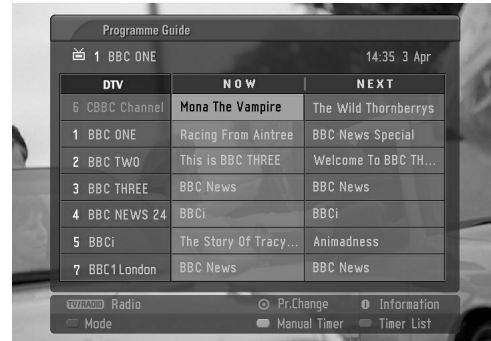 Programme Guide
1 BBC ONE 14:35 3 Apr
DTV NOW NEXT
6 CBBC Channel Mona The Vampire The Wild Thornberrys
1 BBC ONE Racing From Aintree BBC News Special
2 BBC TWO This is BBC THREE Welcome To BBC TH...
3 BBC THREE BBC News BBC News
4 BBC NEWS 24 BBCi BBCi
5 BBCi The Story Of Tracy... Animadness
7 BBC1 London BBC News BBC News
TV/RADIO Radio Pr.Change i Information
Mode Manual Timer Timer List